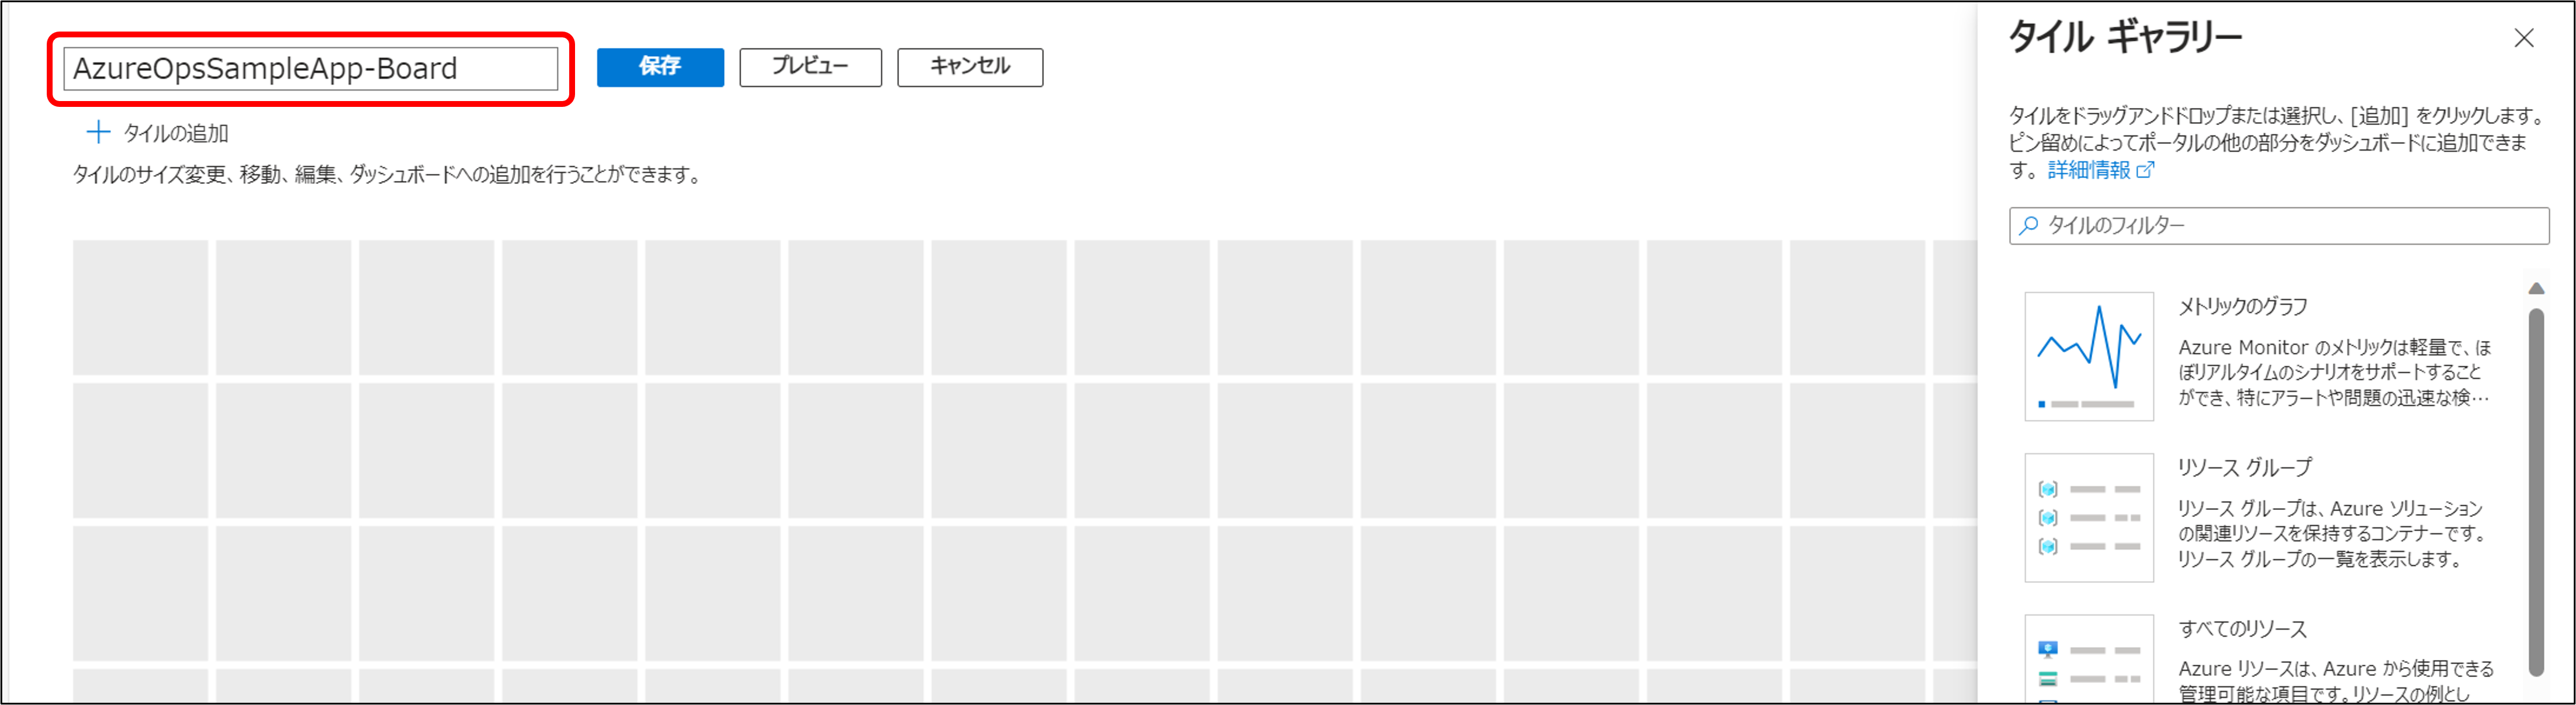 AzureOpsSampleApp-Board
保存
プレビュー
キャンセル
タイルの追加
タイルのサイズ変更、移動、編集、ダッシュボードへの追加を行うことができます。
タイル ギャラリー
タイルをドラッグアンドドロップまたは選択し、[追加] をクリックします。
ピン留めによってポータルの他の部分をダッシュボードに追加できま
す。 詳細情報
タイルのフィルター
メトリックのグラフ
Azure Monitor のメトリックは軽量で、ほ
ぼリアルタイムのシナリオをサポートすること
ができ、特にアラートや問題の迅速な検…
リソース グループ
リソース グループは、Azure ソリューション
の関連リソースを保持するコンテナーです。
リソース グループの一覧を表示します。
すべてのリソース
Azure リソースは、Azure から使用できる
管理可能な項目です。リソースの例とし